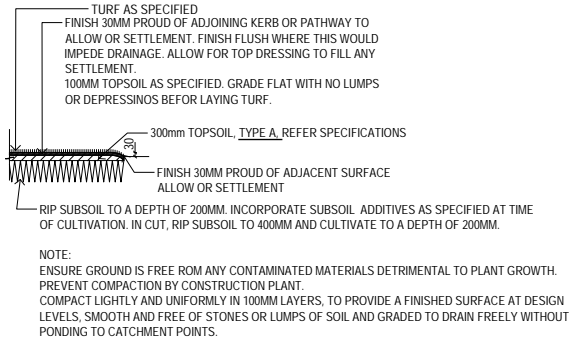 TURF AS SPECIFIED
FINISH 30MM PROUD OF ADJOINING KERB OR PATHWAY TO
ALLOW OR SETTLEMENT. FINISH FLUSH WHERE THIS WOULD
IMPEDE DRAINAGE. ALLOW FOR TOP DRESSING TO FILL ANY
SETTLEMENT.
100MM TOPSOIL AS SPECIFIED. GRADE FLAT WITH NO LUMPS
OR DEPRESSINOS BEFOR LAYING TURF.
300mm TOPSOIL, TYPE A, REFER SPECIFICATIONS
30
FINISH 30MM PROUD OF ADJACENT SURFACE
ALLOW OR SETTLEMENT
RIP SUBSOIL TO A DEPTH OF 200MM. INCORPORATE SUBSOIL ADDITIVES AS SPECIFIED AT TIME
OF CULTIVATION. IN CUT, RIP SUBSOIL TO 400MM AND CULTIVATE TO A DEPTH OF 200MM.
NOTE:
ENSURE GROUND IS FREE ROM ANY CONTAMINATED MATERIALS DETRIMENTAL TO PLANT GROWTH.
PREVENT COMPACTION BY CONSTRUCTION PLANT.
COMPACT LIGHTLY AND UNIFORMLY IN 100MM LAYERS, TO PROVIDE A FINISHED SURFACE AT DESIGN
LEVELS, SMOOTH AND FREE OF STONES OR LUMPS OF SOIL AND GRADED TO DRAIN FREELY WITHOUT
PONDING TO CATCHMENT POINTS.